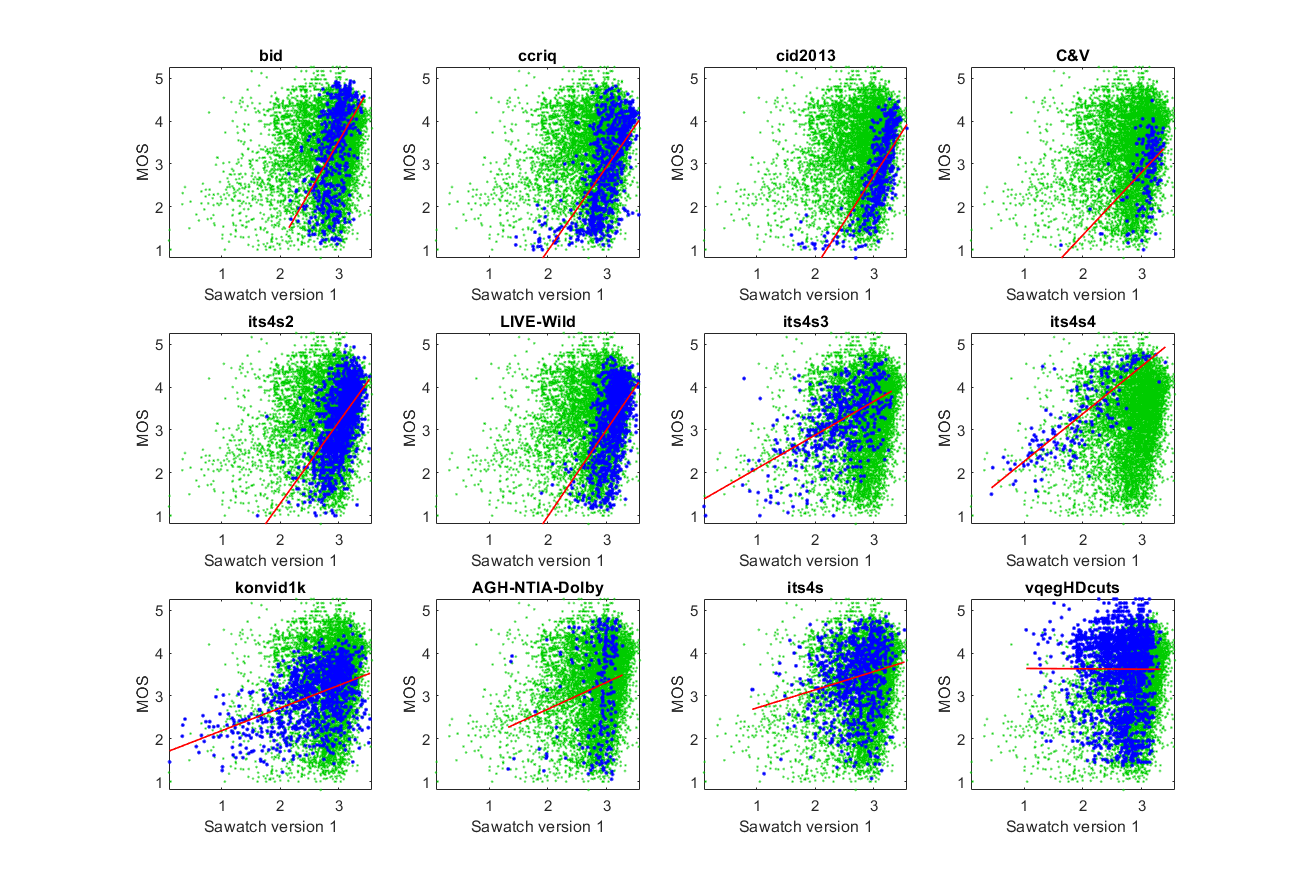 bid ccriq cid2013 C&V
5 5 5 5
4 4 4 4
3 3 3 3
2 2 2 2
1 1 1 1
MOS MOS MOS MOS
1 2 3 1 2 3 1 2 3 1 2 3
Sawatch version 1 Sawatch version 1 Sawatch version 1 Sawatch version 1
its4s2 LIVE-Wild its4s3 its4s4
5 5 5 5
4 4 4 4
3 3 3 3
2 2 2 2
1 1 1 1
MOS MOS MOS MOS
1 2 3 1 2 3 1 2 3 1 2 3
Sawatch version 1 Sawatch version 1 Sawatch version 1 Sawatch version 1
konvid1k AGH-NTIA-Dolby its4s vqegHDcuts
5 5 5 5
4 4 4 4
3 3 3 3
2 2 2 2
1 1 1 1
MOS MOS MOS MOS
1 2 3 1 2 3 1 2 3 1 2 3
Sawatch version 1 Sawatch version 1 Sawatch version 1 Sawatch version 1